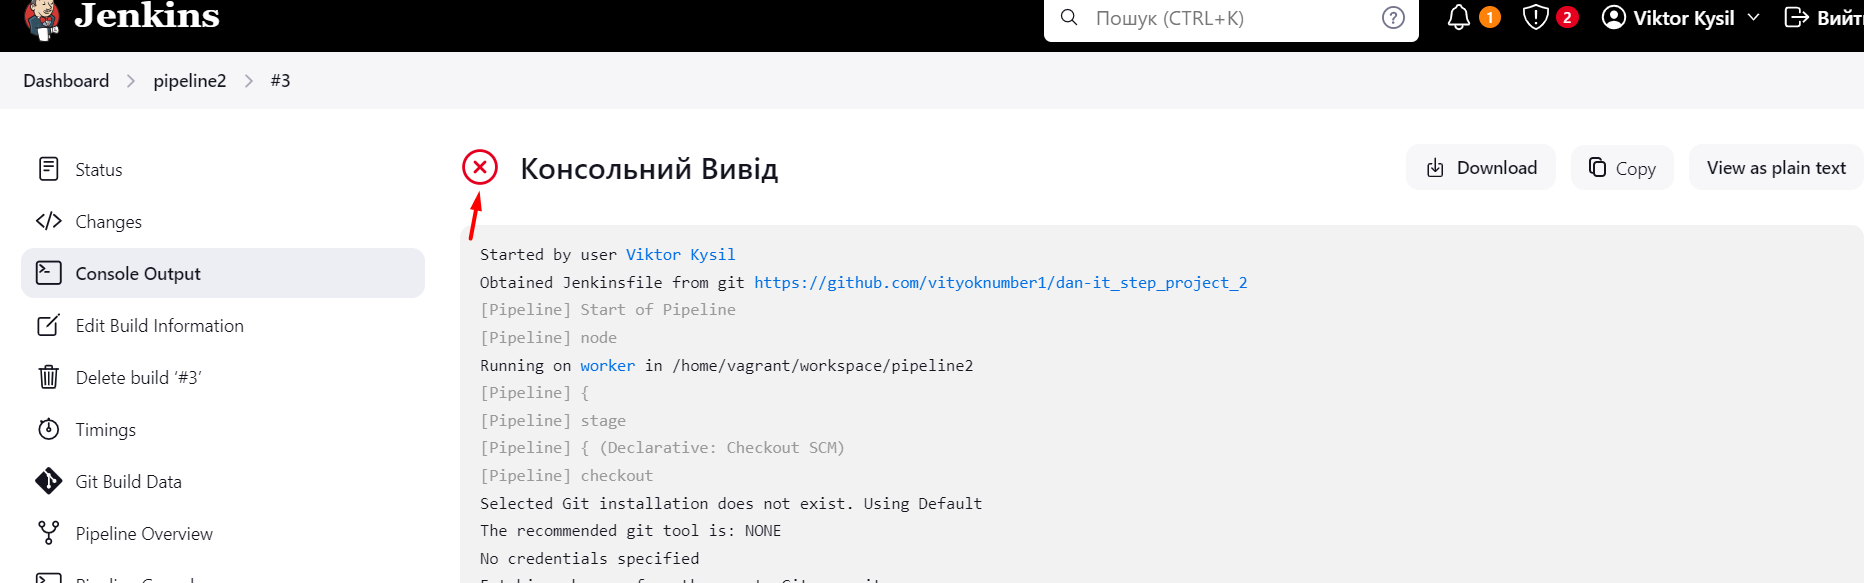 Jenkins
Пошук (CTRL+K)
1
2
Viktor Kysil
Dashboard
pipeline2
#3
Status
Changes
Console Output
Edit Build Information
Delete build ‘#3’
Timings
Git Build Data
Pipeline Overview
Консольний Вивід
Download
Copy
View as plain text
Started by user Viktor Kysil
Obtained Jenkinsfile from git https://github.com/vityoknumber1/dan-it_step_project_2
[Pipeline] Start of Pipeline
[Pipeline] node
Running on worker in /home/vagrant/workspace/pipeline2
[Pipeline] {
[Pipeline] stage
[Pipeline] { (Declarative: Checkout SCM)
[Pipeline] checkout
Selected Git installation does not exist. Using Default
The recommended git tool is: NONE
No credentials specified